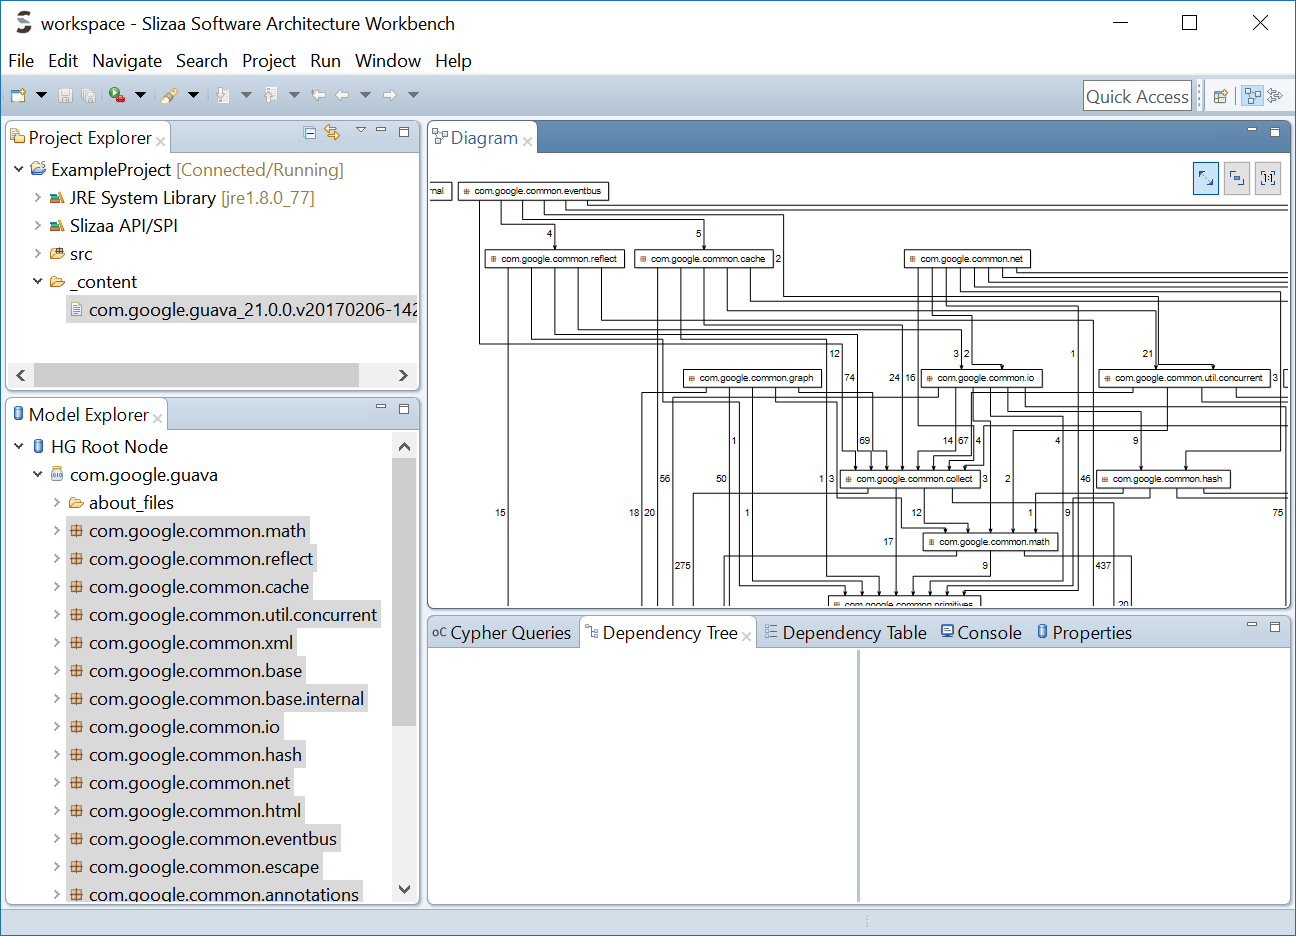 workspace - Slizaa Software Architecture Workbench
File Edit Navigate Search Project Run Window Help
Quick Access
Project Explorer
ExampleProject [Connected/Running]
JRE System Library [jre1.8.0_77]
Slizaa API/SPI
src
_content
com.google.guava_21.0.0.v20170206-142
Model Explorer
HG Root Node
com.google.guava
about_files
com.google.common.math
com.google.common.reflect
com.google.common.cache
com.google.common.util.concurrent
com.google.common.xml
com.google.common.base
com.google.common.base.internal
com.google.common.io
com.google.common.hash
com.google.common.net
com.google.common.html
com.google.common.eventbus
com.google.common.escape
com.google.common.annotations
Diagram
nal com.google.common.eventbus
4 5
com.google.common.reflect com.google.common.cache 2 com.google.common.net
12 3 2 1 21
com.google.common.graph 74 24 16 com.google.common.io com.google.common.util.concurrent 3
1 69 14 67 4 4 9
56 50 1 3 com.google.common.collect 3 2 46 com.google.common.hash
15 18 20 1 12 1 9 75
17 com.google.common.math
275 9 437
com.google.common.primitives 20
Cypher Queries Dependency Tree Dependency Table Console Properties